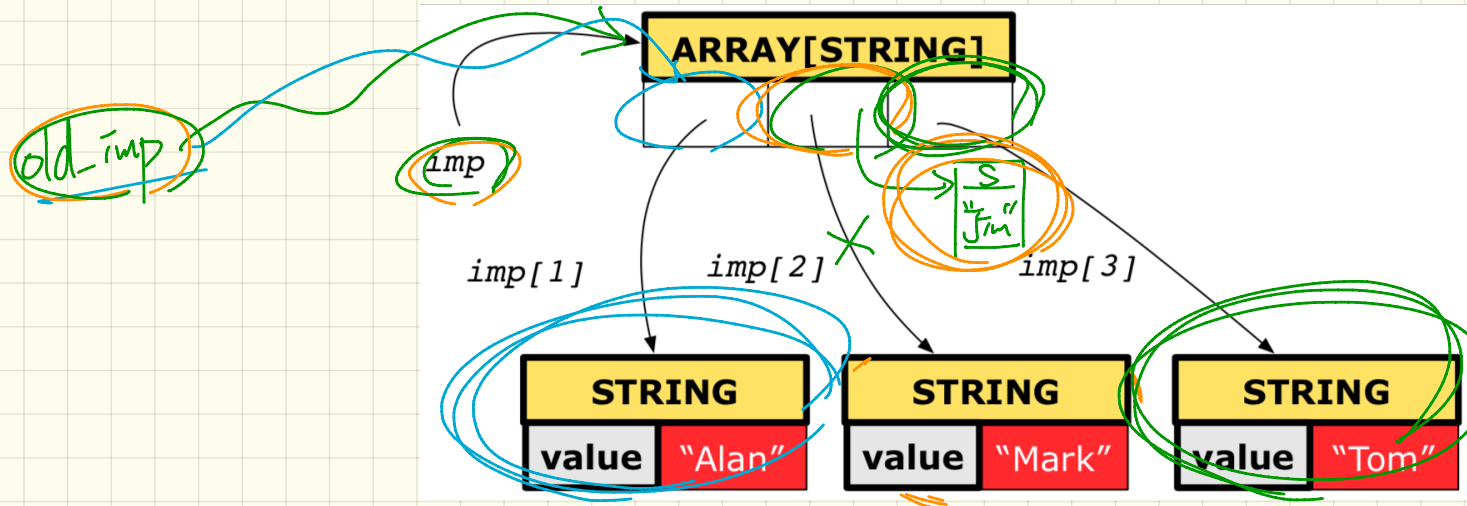 ARRAY[STRING]
old_imp
imp
S
"Jim"
imp[1]
imp[2]
imp[3]
STRING
value
“Alan”
STRING
value
“Mark”
STRING
value
“Tom”